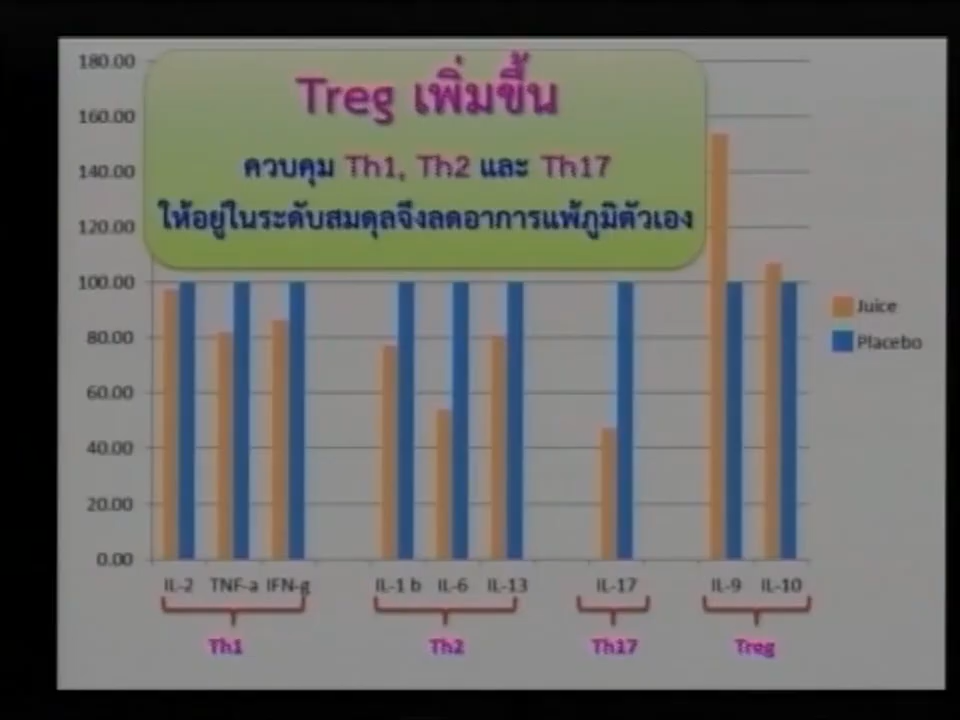 Treg เพิ่มขึ้น
ควบคุม Th1, Th2 และ Th17
ให้อยู่ในระดับสมดุลจึงลดอาการแพ้ภูมิตัวเอง
180.00
160.00
140.00
120.00
100.00
80.00
60.00
40.00
20.00
0.00
Juice
Placebo
IL-2 TNF-a IFN-g IL-1 b IL-6 IL-13 IL-17 IL-9 IL-10
Th1 Th2 Th17 Treg